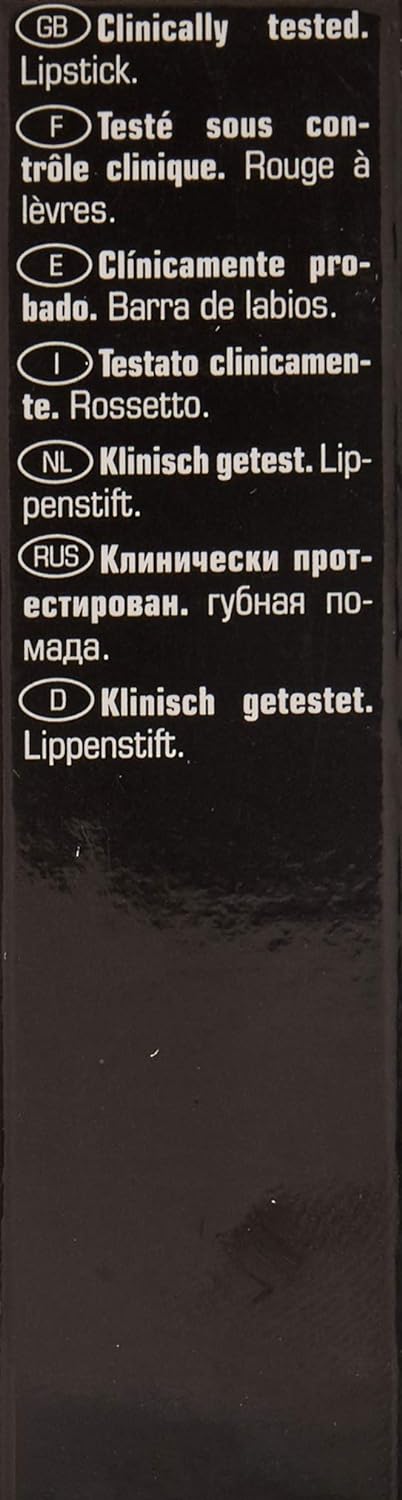 GB Clinically tested.
Lipstick.
F Testé sous con-
trôle clinique. Rouge à
lèvres.
E Clínicamente pro-
bado. Barra de labios.
I Testato clinicamen-
te. Rossetto.
NL Klinisch getest. Lip-
penstift.
RUS Клинически прот-
естирован. губная по-
мада.
D Klinisch getestet.
Lippenstift.